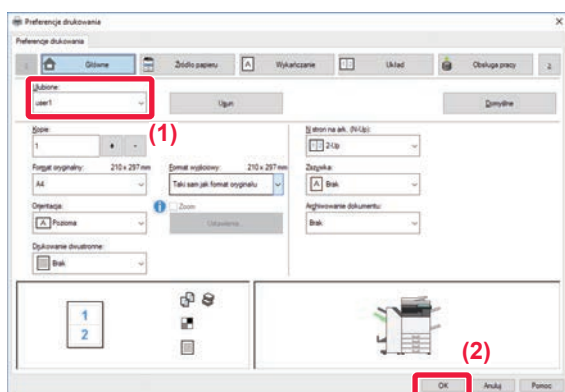 Preferencje drukowania
Preferencje drukowania
Główne
Źródło papieru
Wykańczanie
Układ
Obsługa pracy
Ulubione:
user1
Usuń
Domyślne
(1)
Kopie:
1
+ -
N stron na ark. (N-Up):
1 2 2-Up
Format oryginalny: 210 x 297 mm
Format wyjściowy: 210 x 297 mm
Zszywka:
A4
Taki sam jak format oryginału
A Brak
Orientacja:
Zoom
Archiwowanie dokumentu:
A Pozioma
Ustawienia...
Brak
Drukowanie dwustronne:
Brak
1
2
(2)
OK Anuluj Pomoc